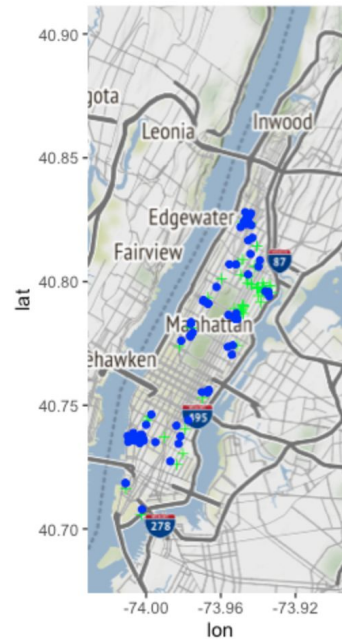 40.90
gota
Leonia
Inwood
40.85
Edgewater
87
Fairview
40.80
lat
Manhattan
ehawken
40.75
495
40.70
278
-74.00
-73.96
-73.92
lon